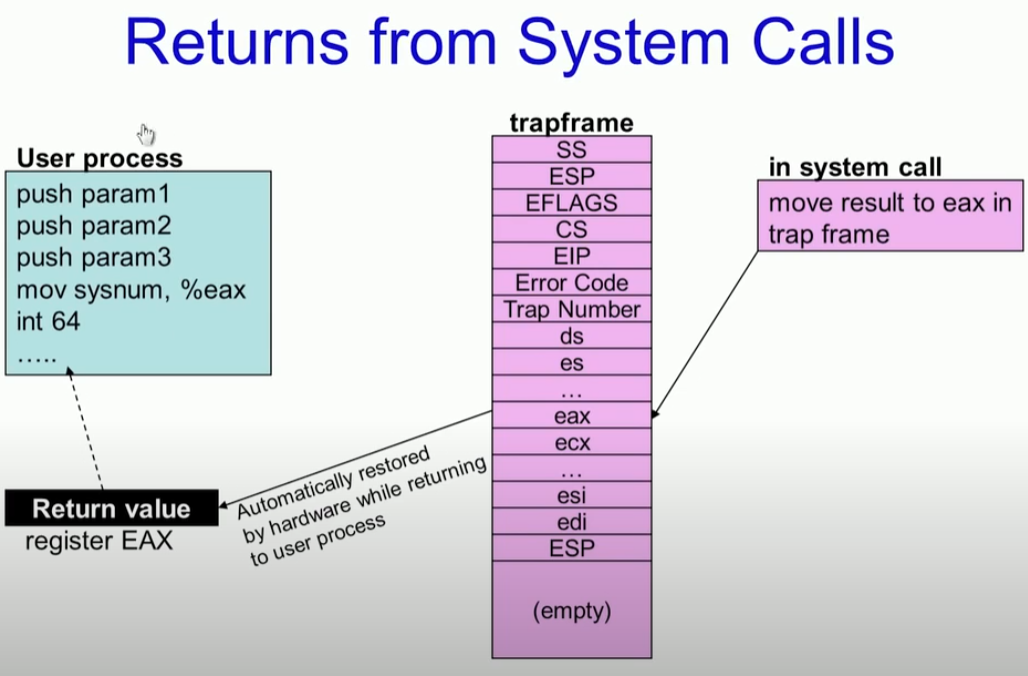 Returns from System Calls
User process
push param1
push param2
push param3
mov sysnum, %eax
int 64
.....
Return value
register EAX
Automatically restored
by hardware while returning
to user process
trapframe
SS
ESP
EFLAGS
CS
EIP
Error Code
Trap Number
ds
es
...
eax
ecx
...
esi
edi
ESP
(empty)
in system call
move result to eax in
trap frame